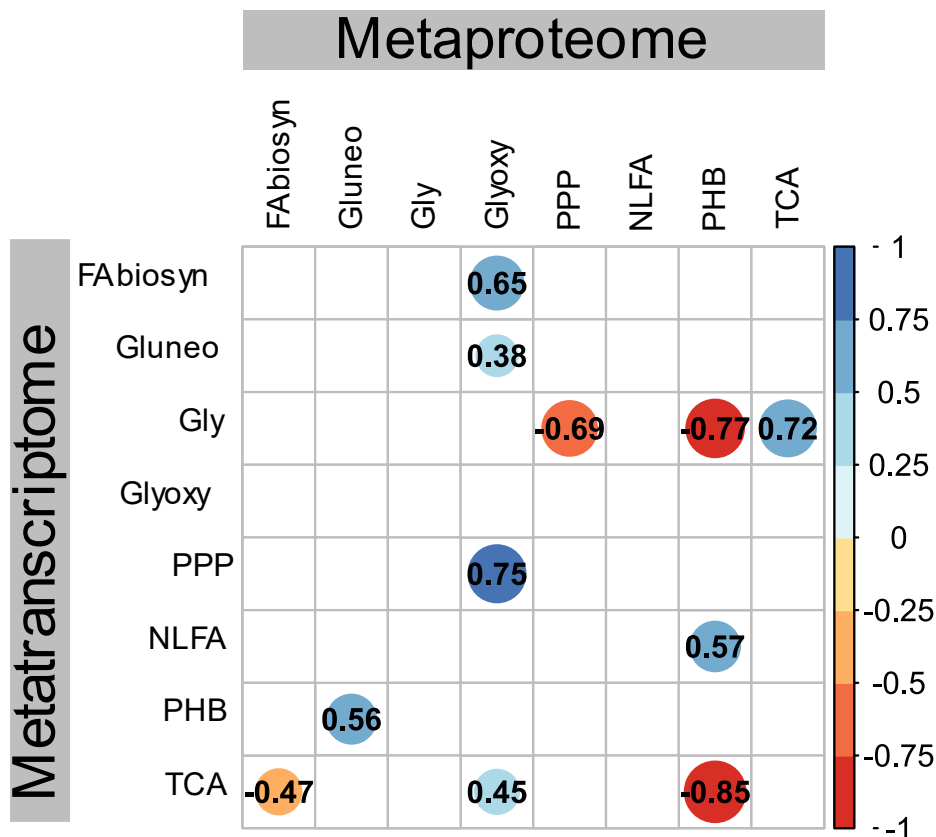 Metaproteome
FAbiosyn Gluneo Gly Glyoxy PPP NLFA PHB TCA
Metatranscriptome
FAbiosyn 0.65
Gluneo 0.38
Gly -0.69 -0.77 0.72
Glyoxy
PPP 0.75
NLFA 0.57
PHB 0.56
TCA -0.47 0.45 -0.85
1
0.75
0.5
0.25
0
-0.25
-0.5
-0.75
-1